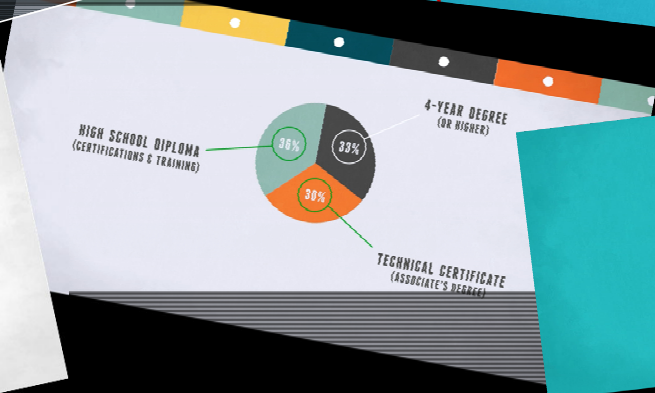 HIGH SCHOOL DIPLOMA
(CERTIFICATIONS & TRAINING)
36%
33%
30%
4-YEAR DEGREE
(OR HIGHER)
TECHNICAL CERTIFICATE
(ASSOCIATE'S DEGREE)